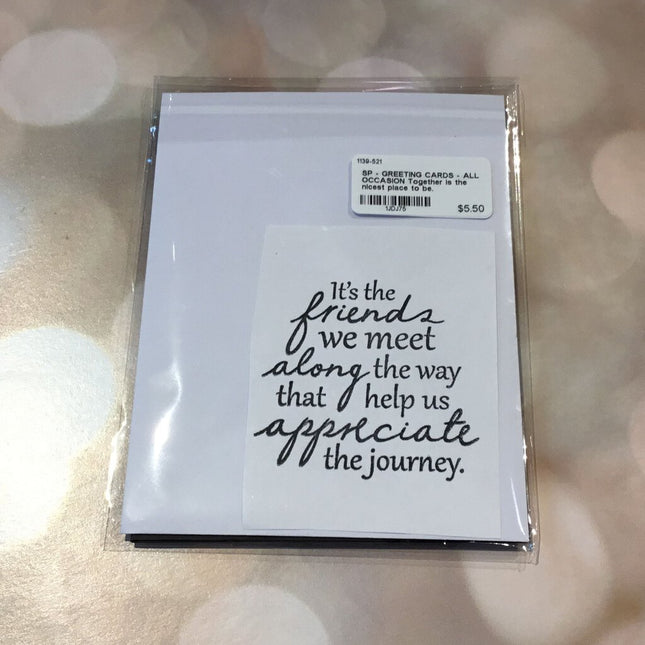 1139-521
SP - GREETING CARDS - ALL
OCCASION Together is the
nicest place to be.
1JDJ75
$5.50
It's the
friends
we meet
along the way
that help us
appreciate
the journey.